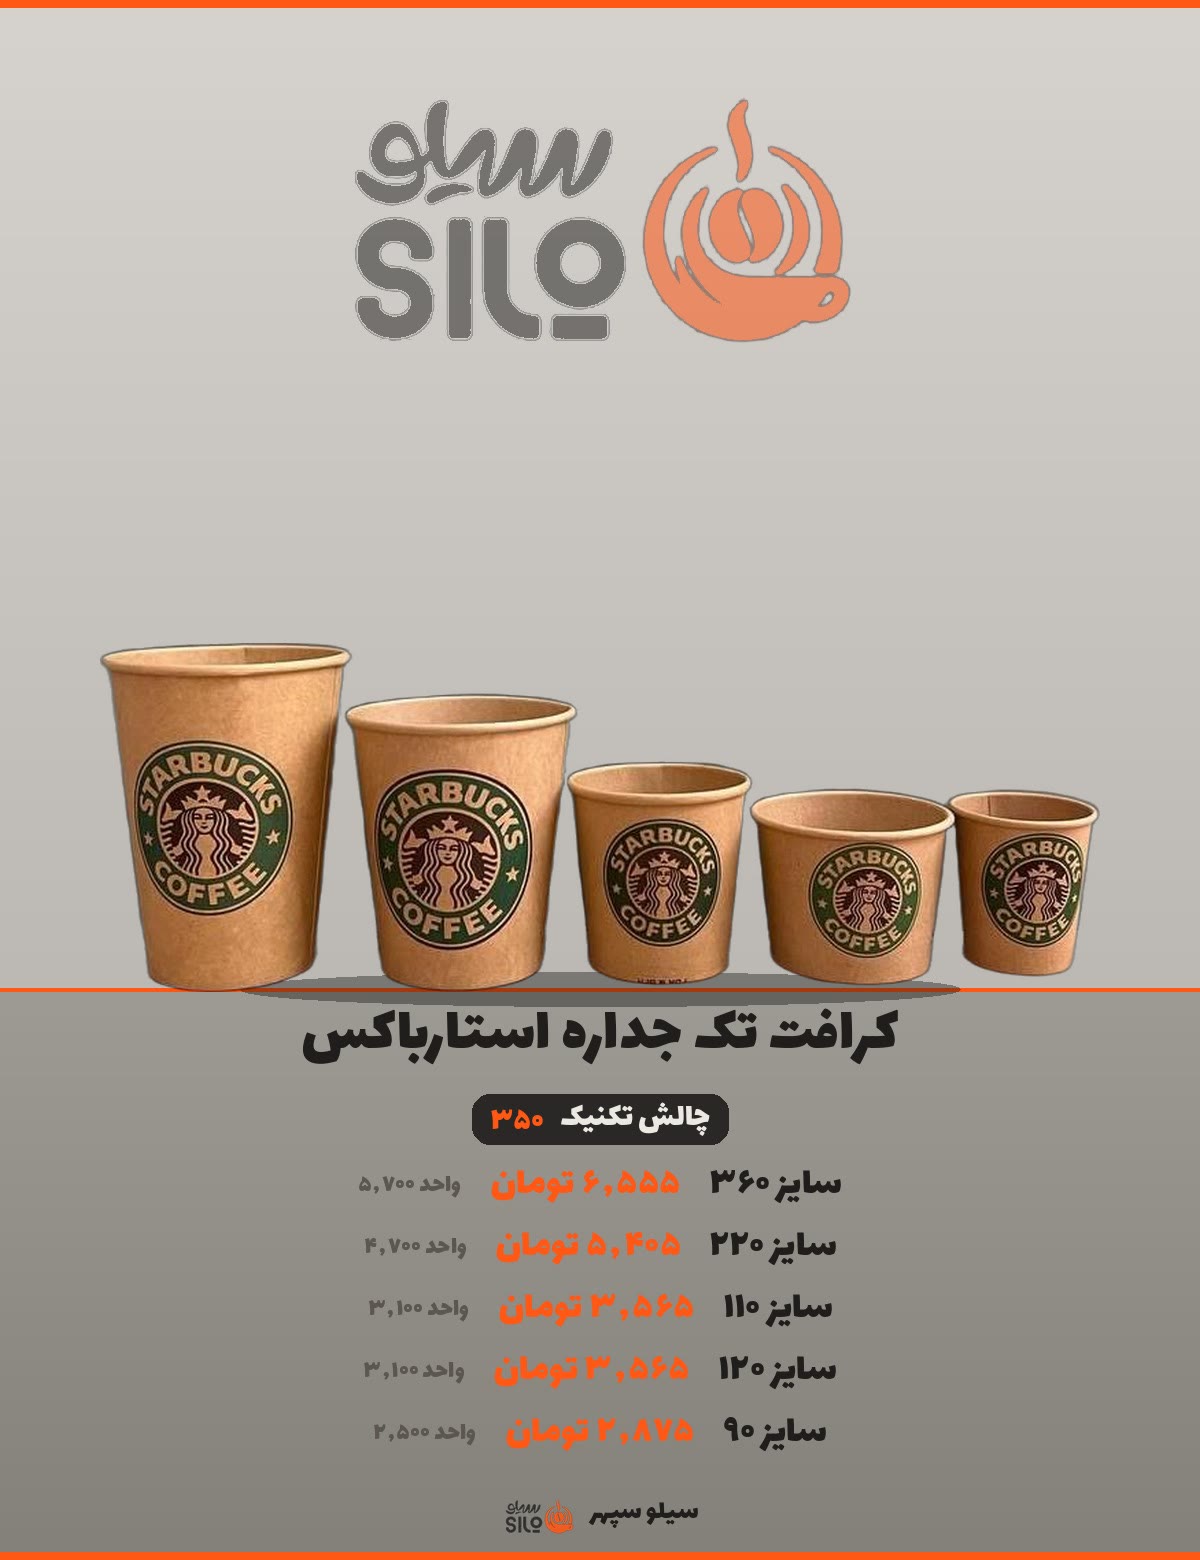 سیلو
SILO
STARBUCKS COFFEE
STARBUCKS COFFEE
STARBUCKS COFFEE
STARBUCKS COFFEE
STARBUCKS COFFEE
کرافت تک جداره استارباکس
چالش تکنیک ۳۵۰
سایز ۳۶۰ ۶,۵۵۵ تومان واحد ۵,۷۰۰
سایز ۲۲۰ ۵,۴۰۵ تومان واحد ۴,۷۰۰
سایز ۱۱۰ ۳,۵۶۵ تومان واحد ۳,۱۰۰
سایز ۱۲۰ ۳,۵۶۵ تومان واحد ۳,۱۰۰
سایز ۹۰ ۲,۸۷۵ تومان واحد ۲,۵۰۰
سیلو سپهر
سیلو
SILO